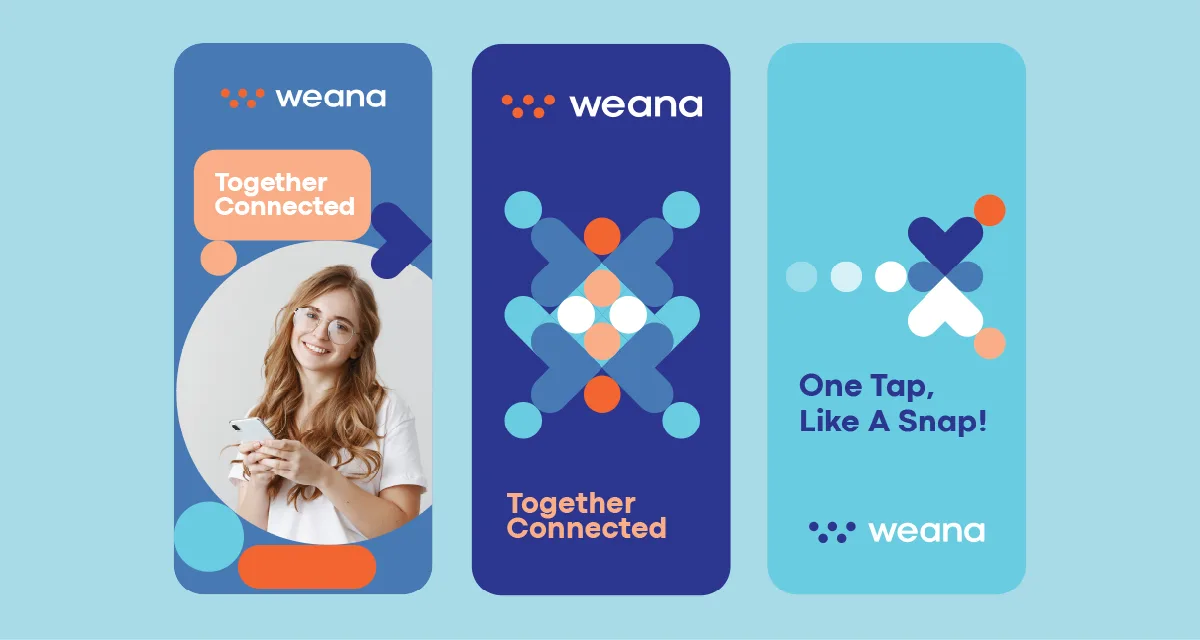 weana
Together
Connected
weana
Together
Connected
One Tap,
Like A Snap!
weana